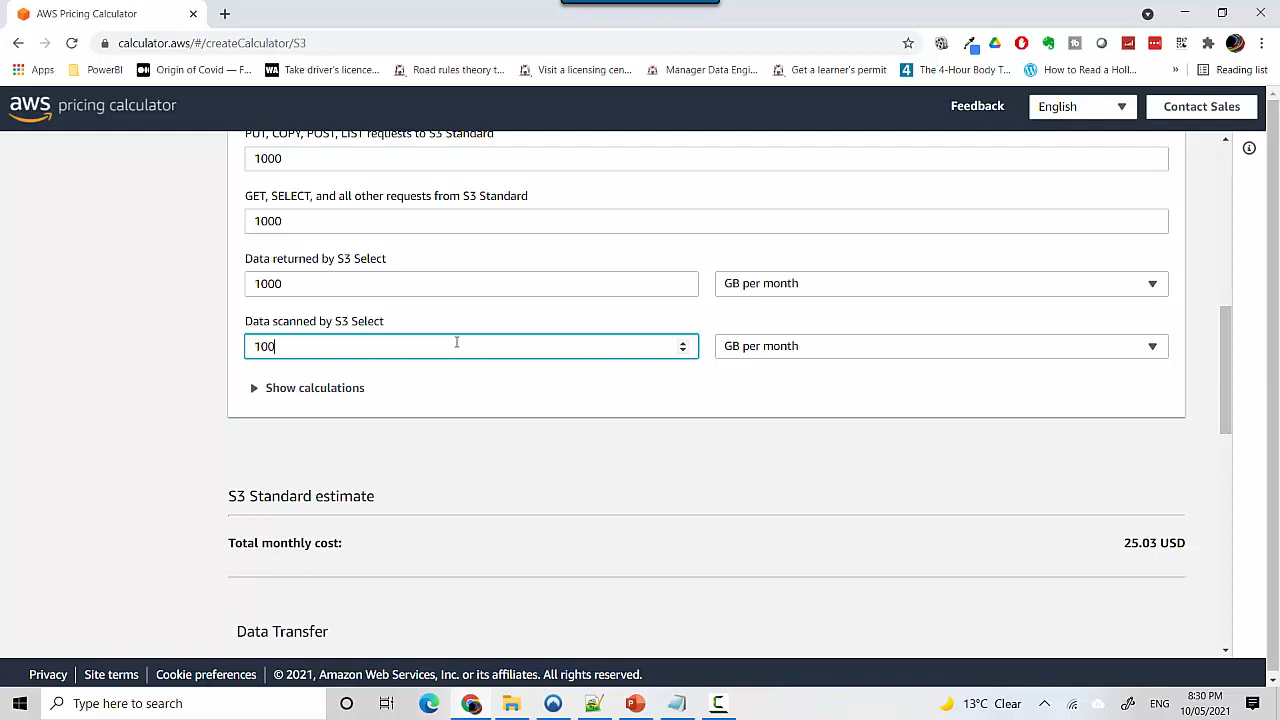 AWS Pricing Calculator
calculator.aws/#/createCalculator/S3
Apps
PowerBI
Origin of Covid — F...
Take driver's licence...
Road rules theory t...
Visit a licensing cen...
Manager Data Engi...
Get a learner's permit
The 4-Hour Body T...
How to Read a Holl...
»
Reading list
aws pricing calculator
Feedback
English
Contact Sales
PUT, COPY, POST, LIST requests to S3 Standard
1000
GET, SELECT, and all other requests from S3 Standard
1000
Data returned by S3 Select
1000
GB per month
Data scanned by S3 Select
100
GB per month
Show calculations
S3 Standard estimate
Total monthly cost:
25.03 USD
Data Transfer
Privacy
Site terms
Cookie preferences
© 2021, Amazon Web Services, Inc. or its affiliates. All rights reserved.
Type here to search
13°C Clear
ENG
8:30 PM
10/05/2021